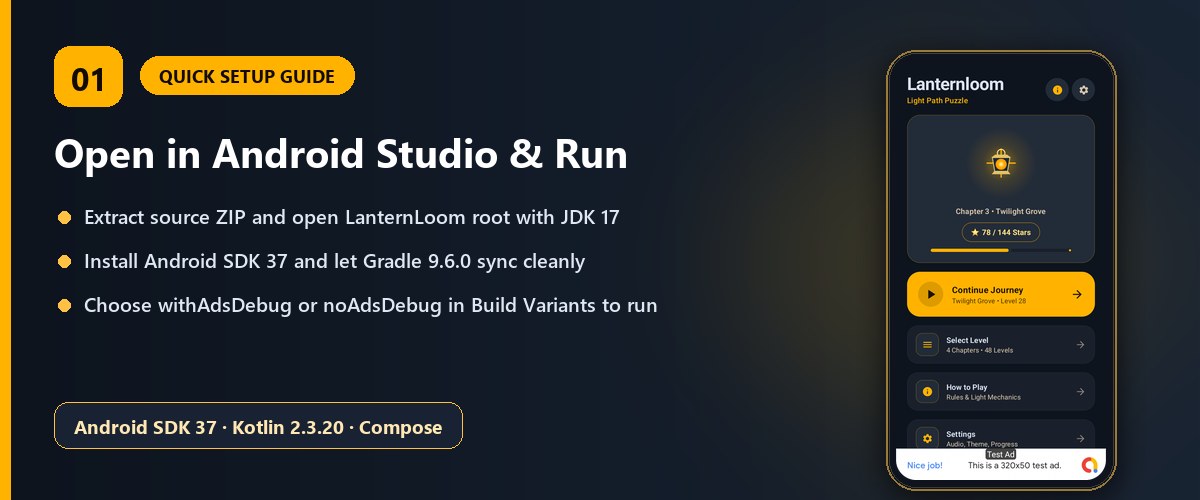 01
QUICK SETUP GUIDE
Open in Android Studio & Run
Extract source ZIP and open LanternLoom root with JDK 17
Install Android SDK 37 and let Gradle 9.6.0 sync cleanly
Choose withAdsDebug or noAdsDebug in Build Variants to run
Android SDK 37 · Kotlin 2.3.20 · Compose
Lanternloom
Light Path Puzzle
Chapter 3 • Twilight Grove
★ 78 / 144 Stars
Continue Journey
Twilight Grove • Level 28
Select Level
4 Chapters • 48 Levels
How to Play
Rules & Light Mechanics
Settings
Audio, Theme, Progress
Test Ad
Nice job!
This is a 320x50 test ad.